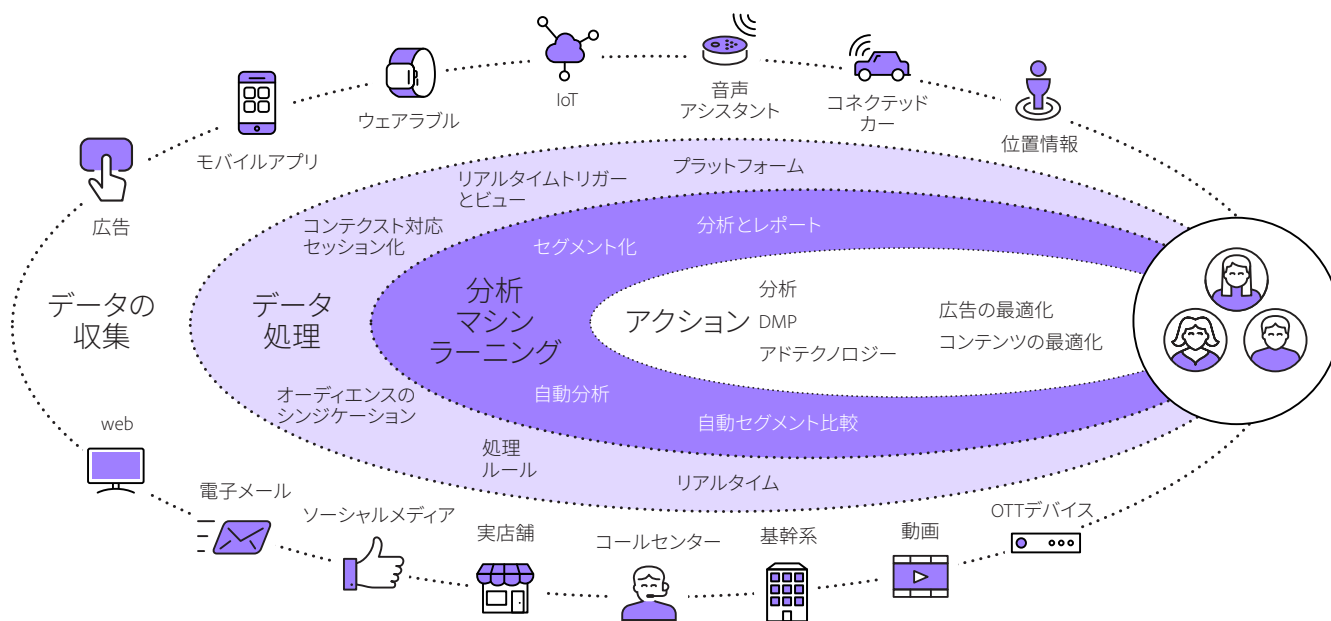 IoT
音声
アシスタント
コネクテッド
カー
ウェアラブル
位置情報
モバイルアプリ
広告
プラットフォーム
リアルタイムトリガー
とビュー
コンテクスト対応
セッション化
分析とレポート
セグメント化
データの
収集
データ
処理
分析
マシン
ラーニング
アクション
分析
DMP
アドテクノロジー
広告の最適化
コンテンツの最適化
オーディエンスの
シンジケーション
自動分析
自動セグメント比較
処理
ルール
リアルタイム
web
電子メール
ソーシャルメディア
実店舗
コールセンター
基幹系
動画
OTTデバイス